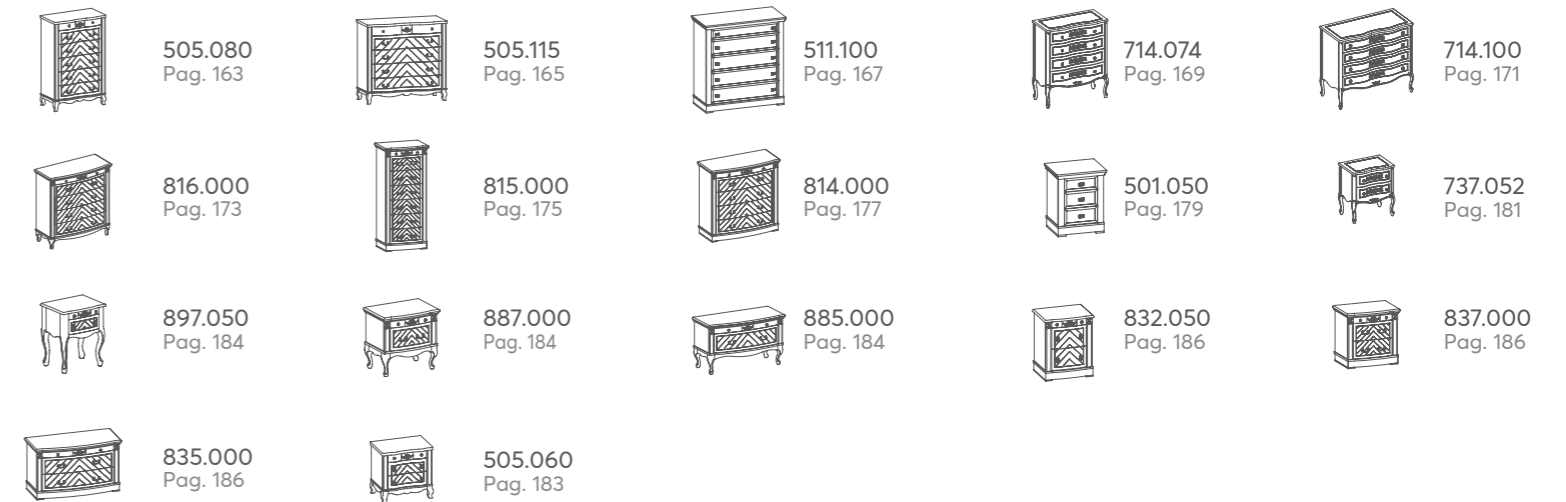 505.080
Pag. 163
505.115
Pag. 165
511.100
Pag. 167
714.074
Pag. 169
714.100
Pag. 171
816.000
Pag. 173
815.000
Pag. 175
814.000
Pag. 177
501.050
Pag. 179
737.052
Pag. 181
897.050
Pag. 184
887.000
Pag. 184
885.000
Pag. 184
832.050
Pag. 186
837.000
Pag. 186
835.000
Pag. 186
505.060
Pag. 183